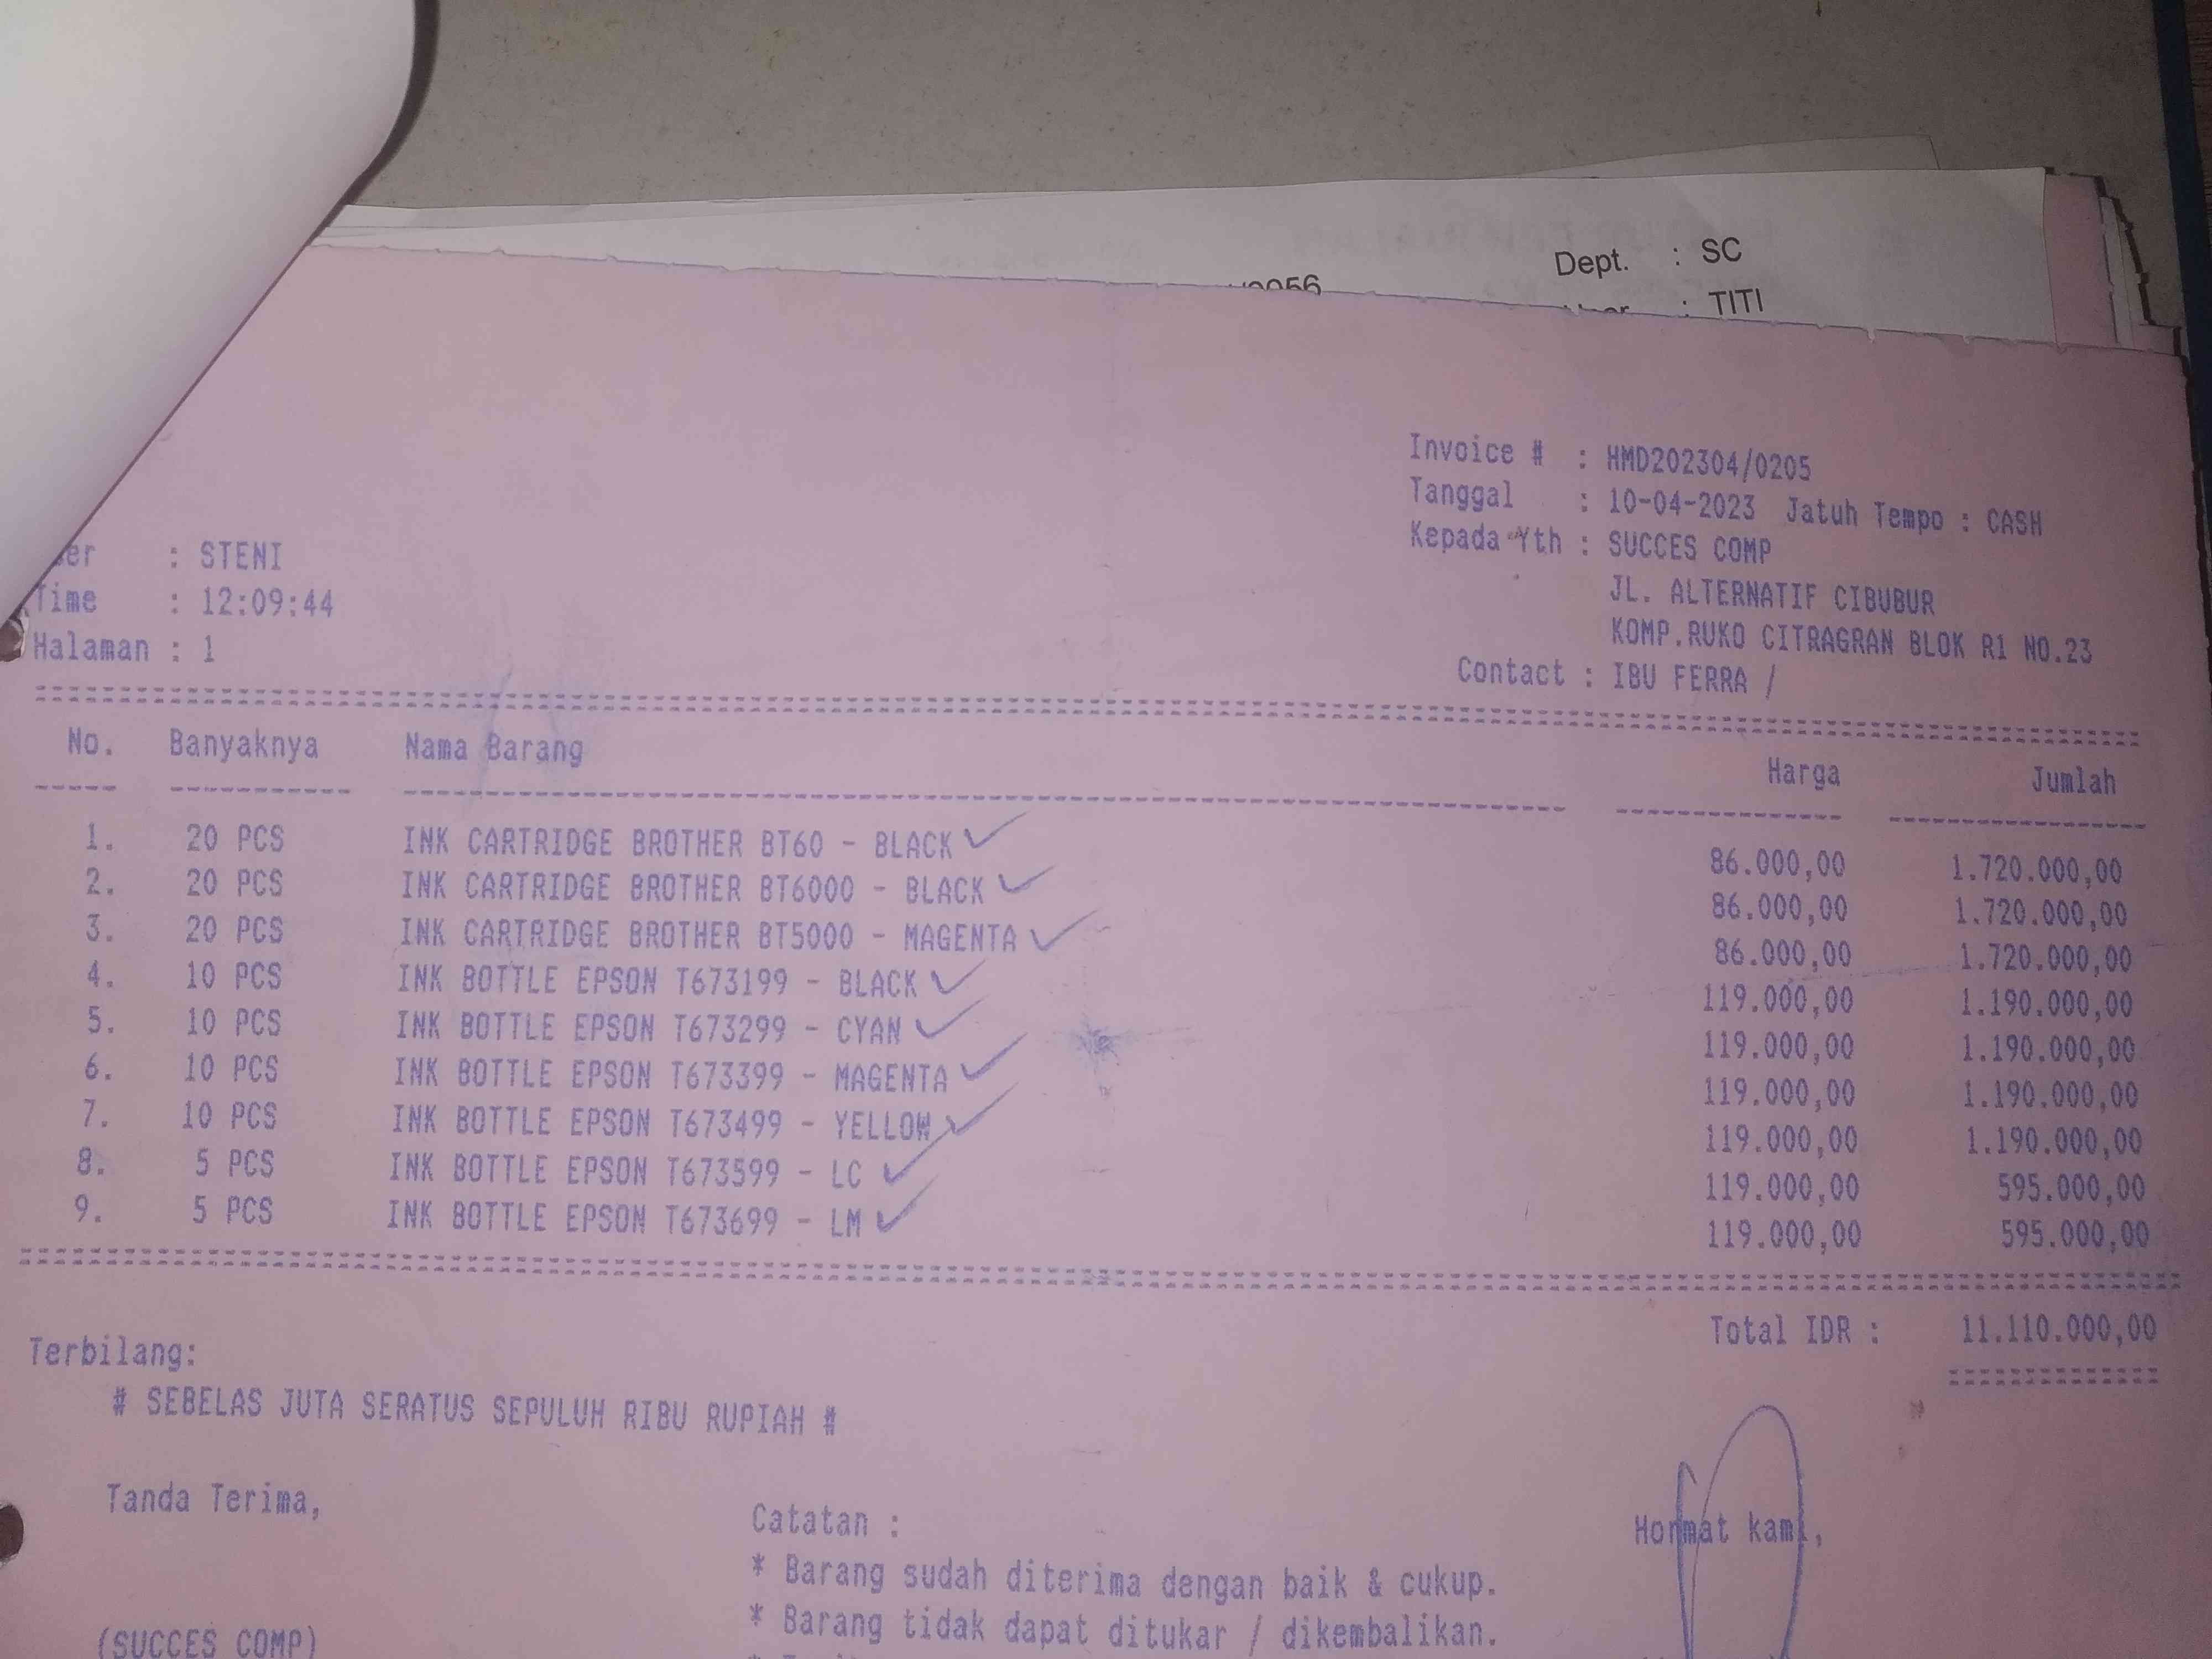 Dept. : SC
: TITI
Invoice # : HMD202304/0205
Tanggal : 10-04-2023 Jatuh Tempo : CASH
Kepada Yth : SUCCES COMP
JL. ALTERNATIF CIBUBUR
KOMP.RUKO CITRAGRAN BLOK R1 NO.23
Contact : IBU FERRA /
: STENI
Time : 12:09:44
Halaman : 1
No. Banyaknya Nama Barang Harga Jumlah
1. 20 PCS INK CARTRIDGE BROTHER BT60 - BLACK 86.000,00 1.720.000,00
2. 20 PCS INK CARTRIDGE BROTHER BT6000 - BLACK 86.000,00 1.720.000,00
3. 20 PCS INK CARTRIDGE BROTHER BT5000 - MAGENTA 86.000,00 1.720.000,00
4. 10 PCS INK BOTTLE EPSON T673199 - BLACK 119.000,00 1.190.000,00
5. 10 PCS INK BOTTLE EPSON T673299 - CYAN 119.000,00 1.190.000,00
6. 10 PCS INK BOTTLE EPSON T673399 - MAGENTA 119.000,00 1.190.000,00
7. 10 PCS INK BOTTLE EPSON T673499 - YELLOW 119.000,00 1.190.000,00
8. 5 PCS INK BOTTLE EPSON T673599 - LC 119.000,00 595.000,00
9. 5 PCS INK BOTTLE EPSON T673699 - LM 119.000,00 595.000,00
Total IDR : 11.110.000,00
Terbilang:
# SEBELAS JUTA SERATUS SEPULUH RIBU RUPIAH #
Tanda Terima,
Catatan :
Hormat kami,
* Barang sudah diterima dengan baik & cukup.
* Barang tidak dapat ditukar / dikembalikan.
(SUCCES COMP)